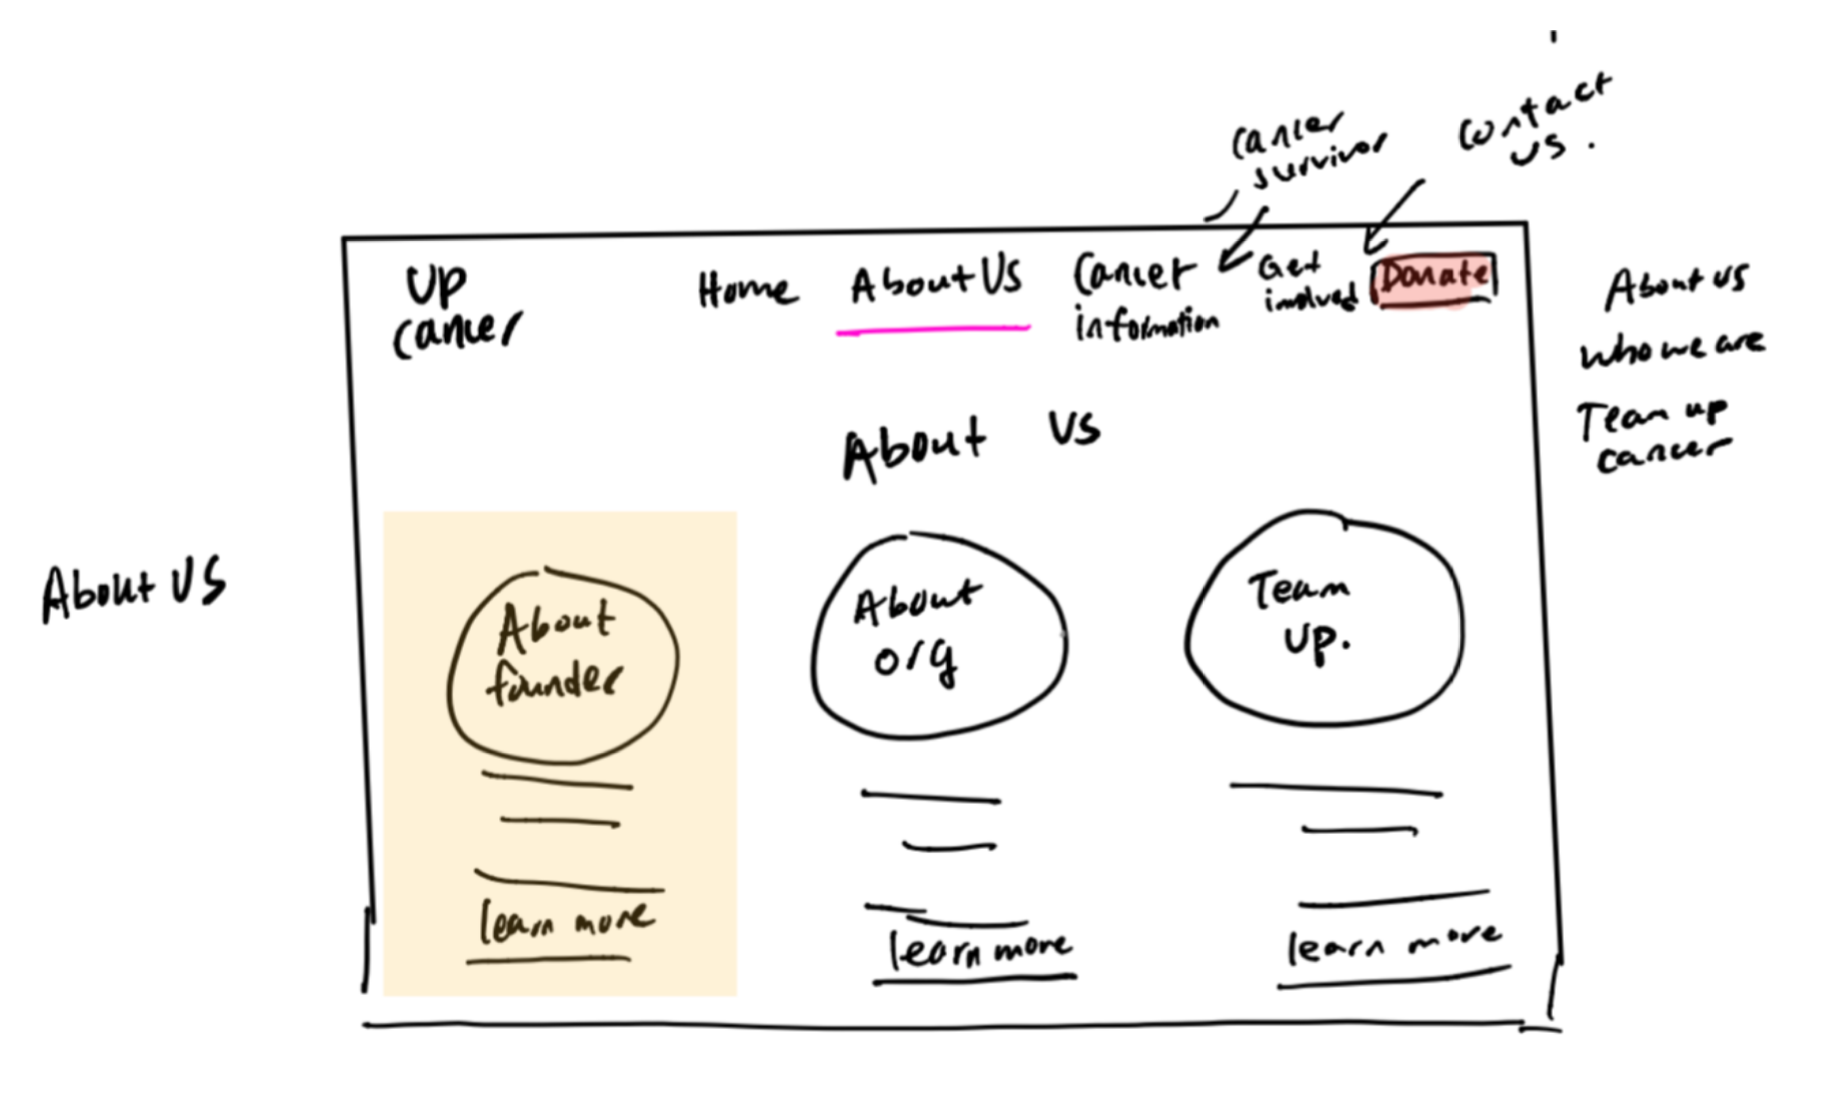 cancer
survivor
contact
us.
UP
cancer
Home
About Us
Cancer
information
Get
involved
Donate
About us
who we are
Team up
cancer
About Us
About Us
About
founder
learn more
About
org
learn more
Team
up.
learn more